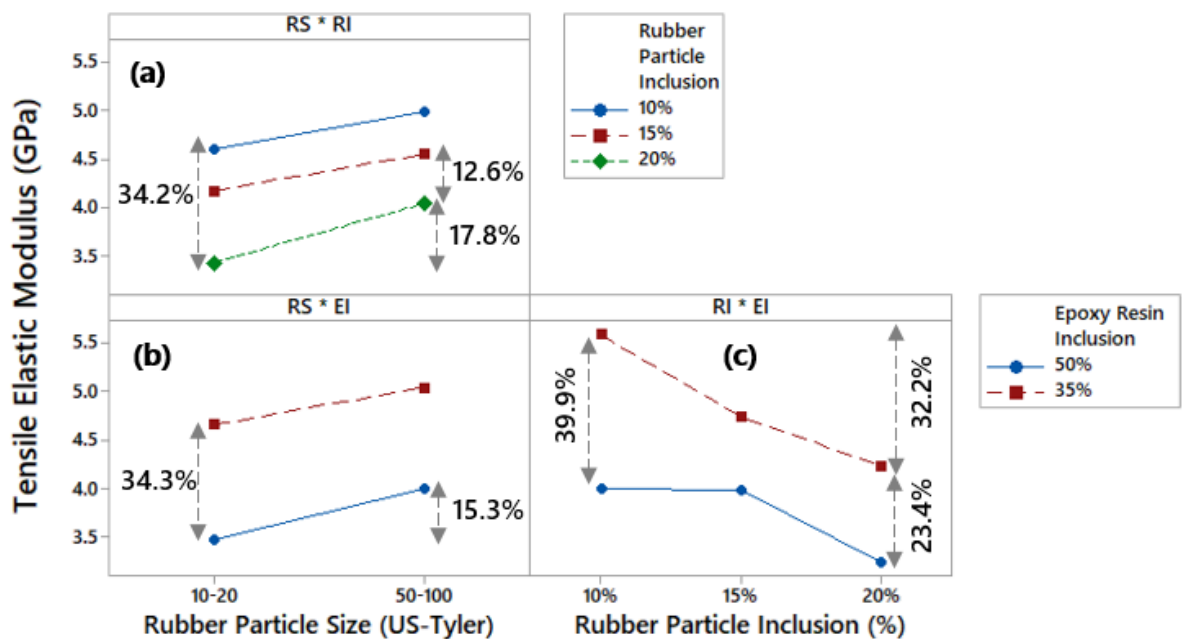 RS * RI
(a)
5.5
5.0
4.5
4.0
3.5
34.2%
12.6%
17.8%
Rubber
Particle
Inclusion
10%
15%
20%
Tensile Elastic Modulus (GPa)
RS * EI
(b)
5.5
5.0
4.5
4.0
3.5
34.3%
15.3%
10-20
50-100
Rubber Particle Size (US-Tyler)
RI * EI
(c)
39.9%
32.2%
23.4%
10%
15%
20%
Rubber Particle Inclusion (%)
Epoxy Resin
Inclusion
50%
35%